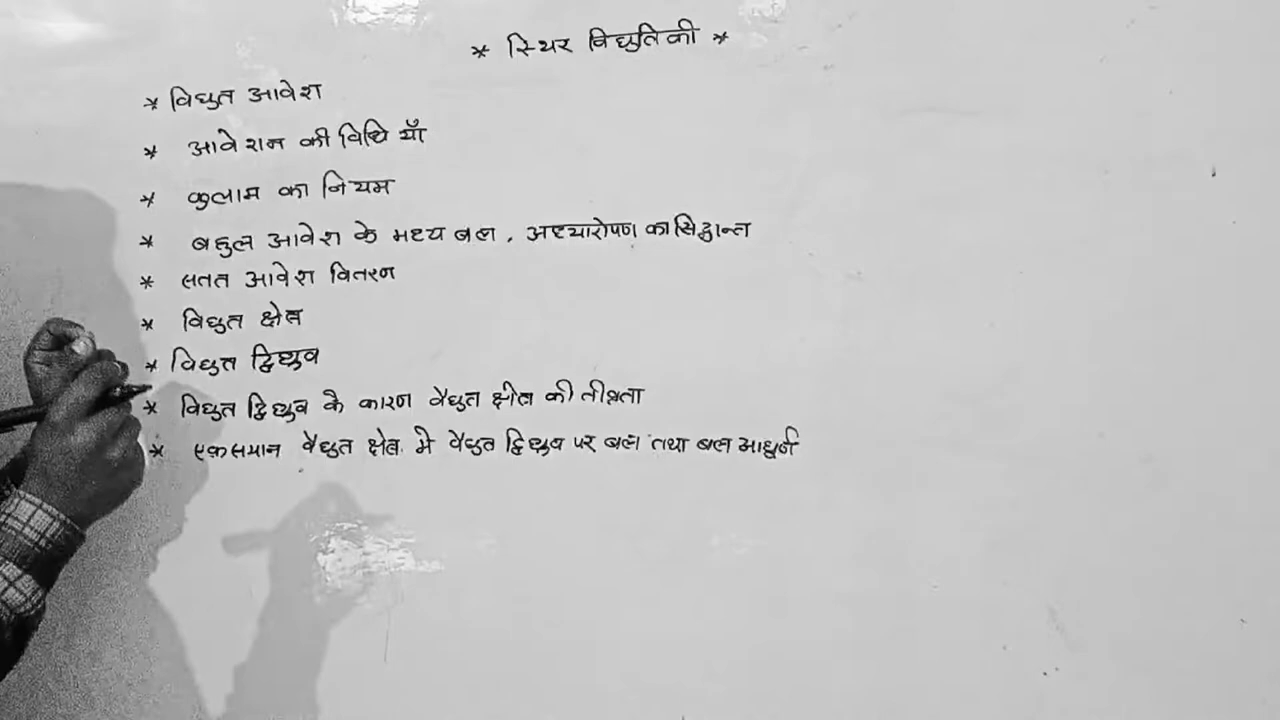 * स्थिर विद्युतिकी *
* विद्युत आवेश
* आवेशन की विधि याँ
* कुलाम का नियम
* बहुल आवेश के मध्य बल , अध्यारोपण का सिद्धान्त
* सतत आवेश वितरन
* विद्युत क्षेत्र
* विद्युत द्विध्रुव
* विद्युत द्विध्रुव के कारण वैद्युत क्षेत्र की तीव्रता
* एकसमान वैद्युत क्षेत्र में वैद्युत द्विध्रुव पर बल तथा बल आघुर्ण